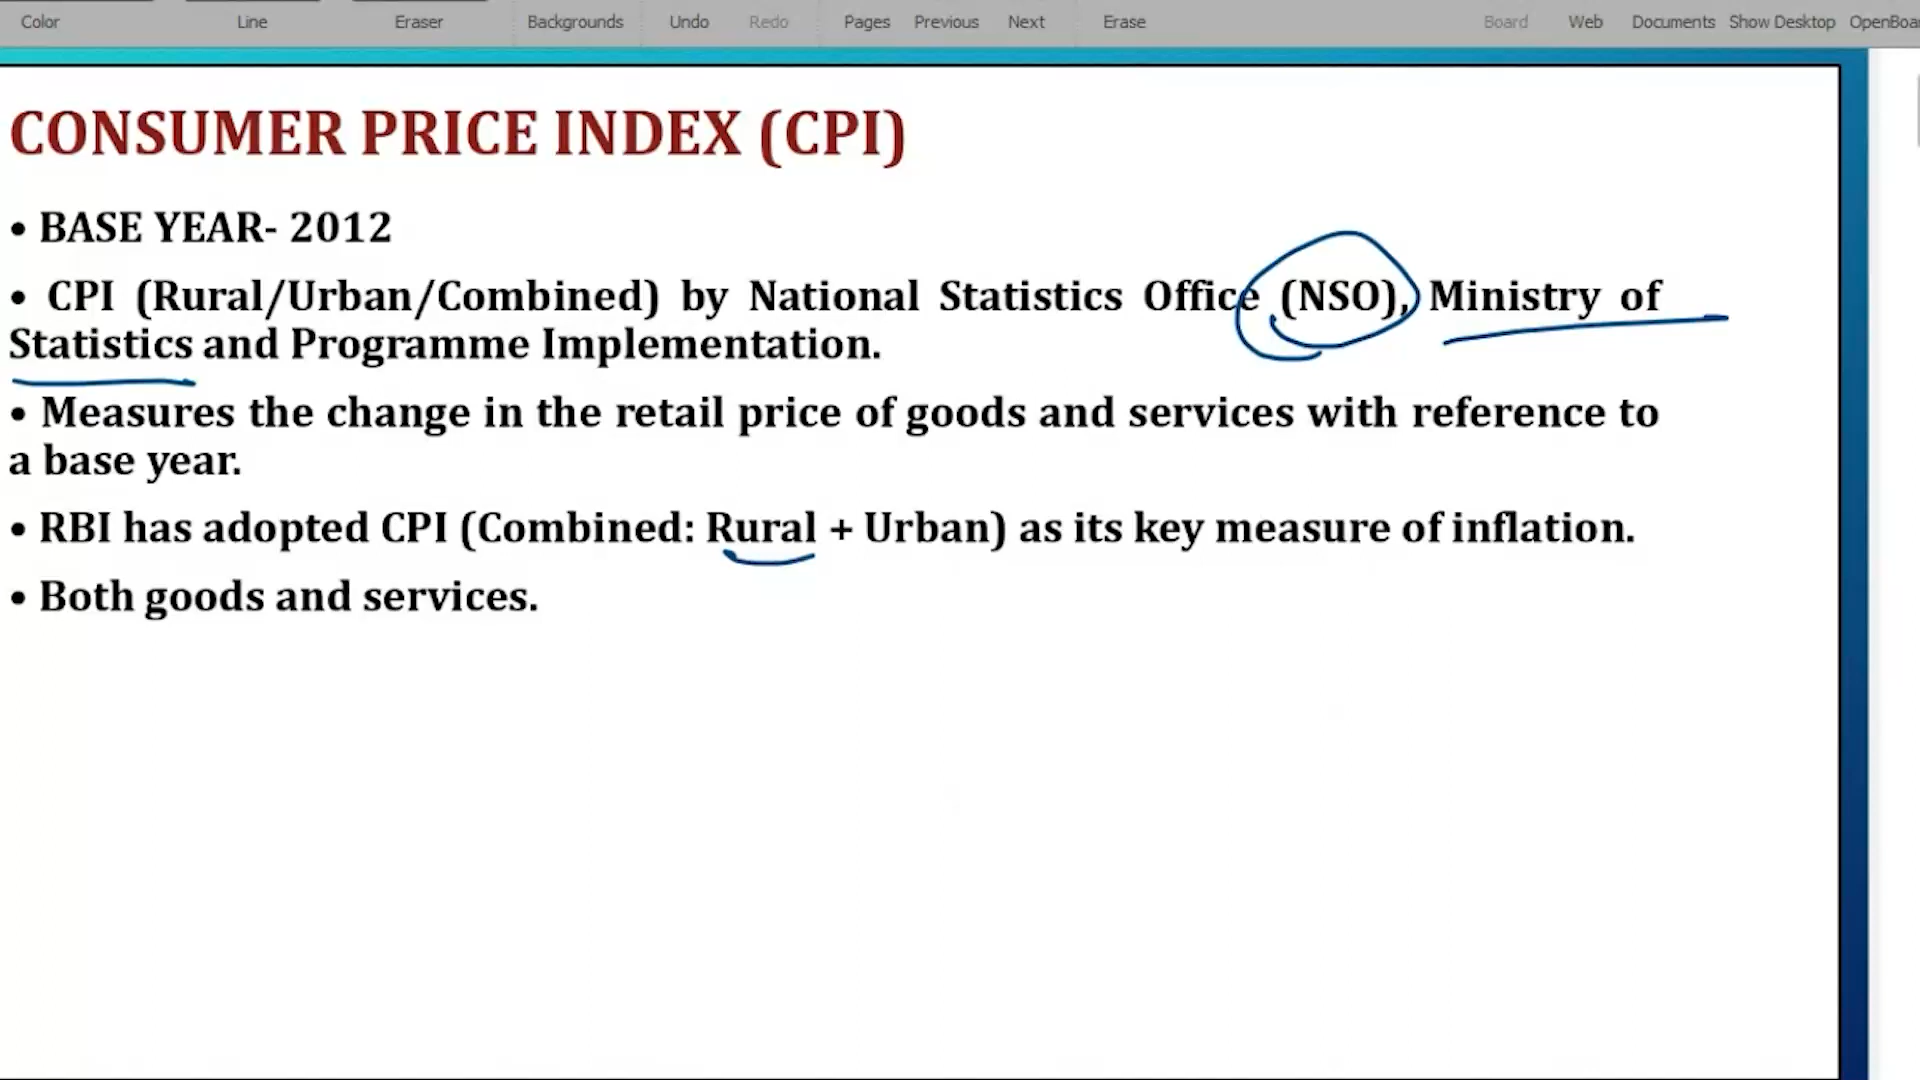 Color Line Eraser Backgrounds Undo Redo Pages Previous Next Erase Board Web Documents Show Desktop OpenBoar
CONSUMER PRICE INDEX (CPI)
• BASE YEAR- 2012
• CPI (Rural/Urban/Combined) by National Statistics Office (NSO), Ministry of
Statistics and Programme Implementation.
• Measures the change in the retail price of goods and services with reference to
a base year.
• RBI has adopted CPI (Combined: Rural + Urban) as its key measure of inflation.
• Both goods and services.